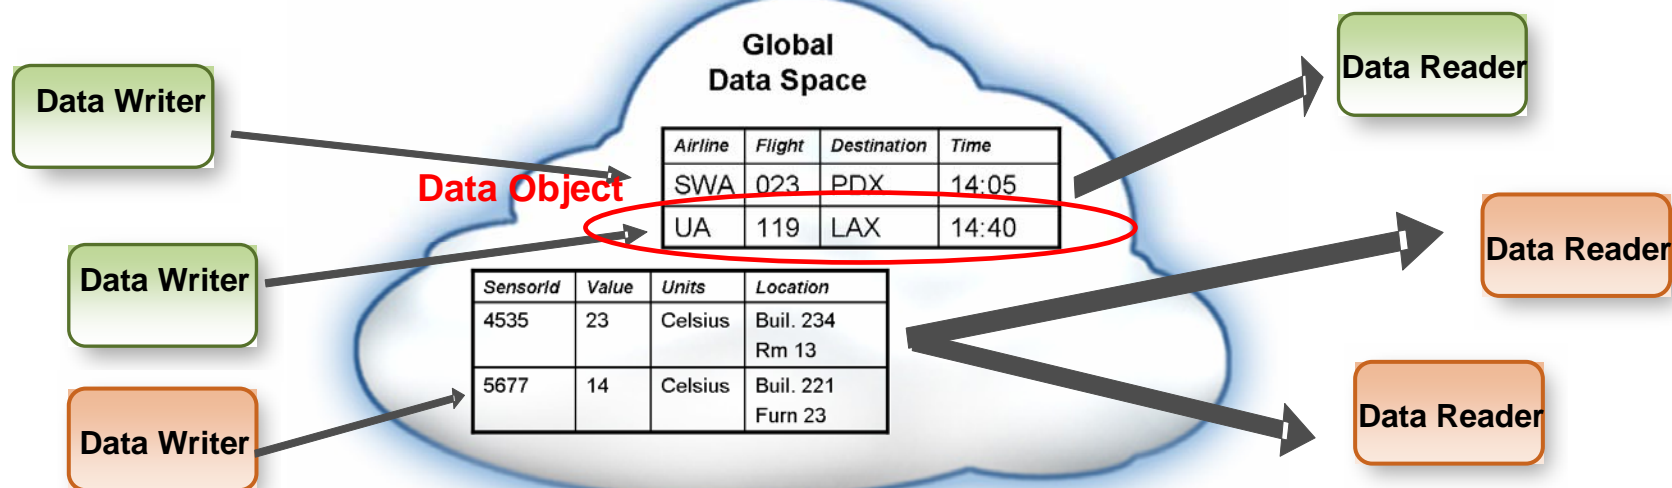 Global
Data Space
Data Writer
Data Reader
Airline Flight Destination Time
SWA 023 PDX 14:05
Data Object
UA 119 LAX 14:40
Data Writer
Data Reader
SensorId Value Units Location
4535 23 Celsius Buil. 234
Rm 13
5677 14 Celsius Buil. 221
Furn 23
Data Writer
Data Reader